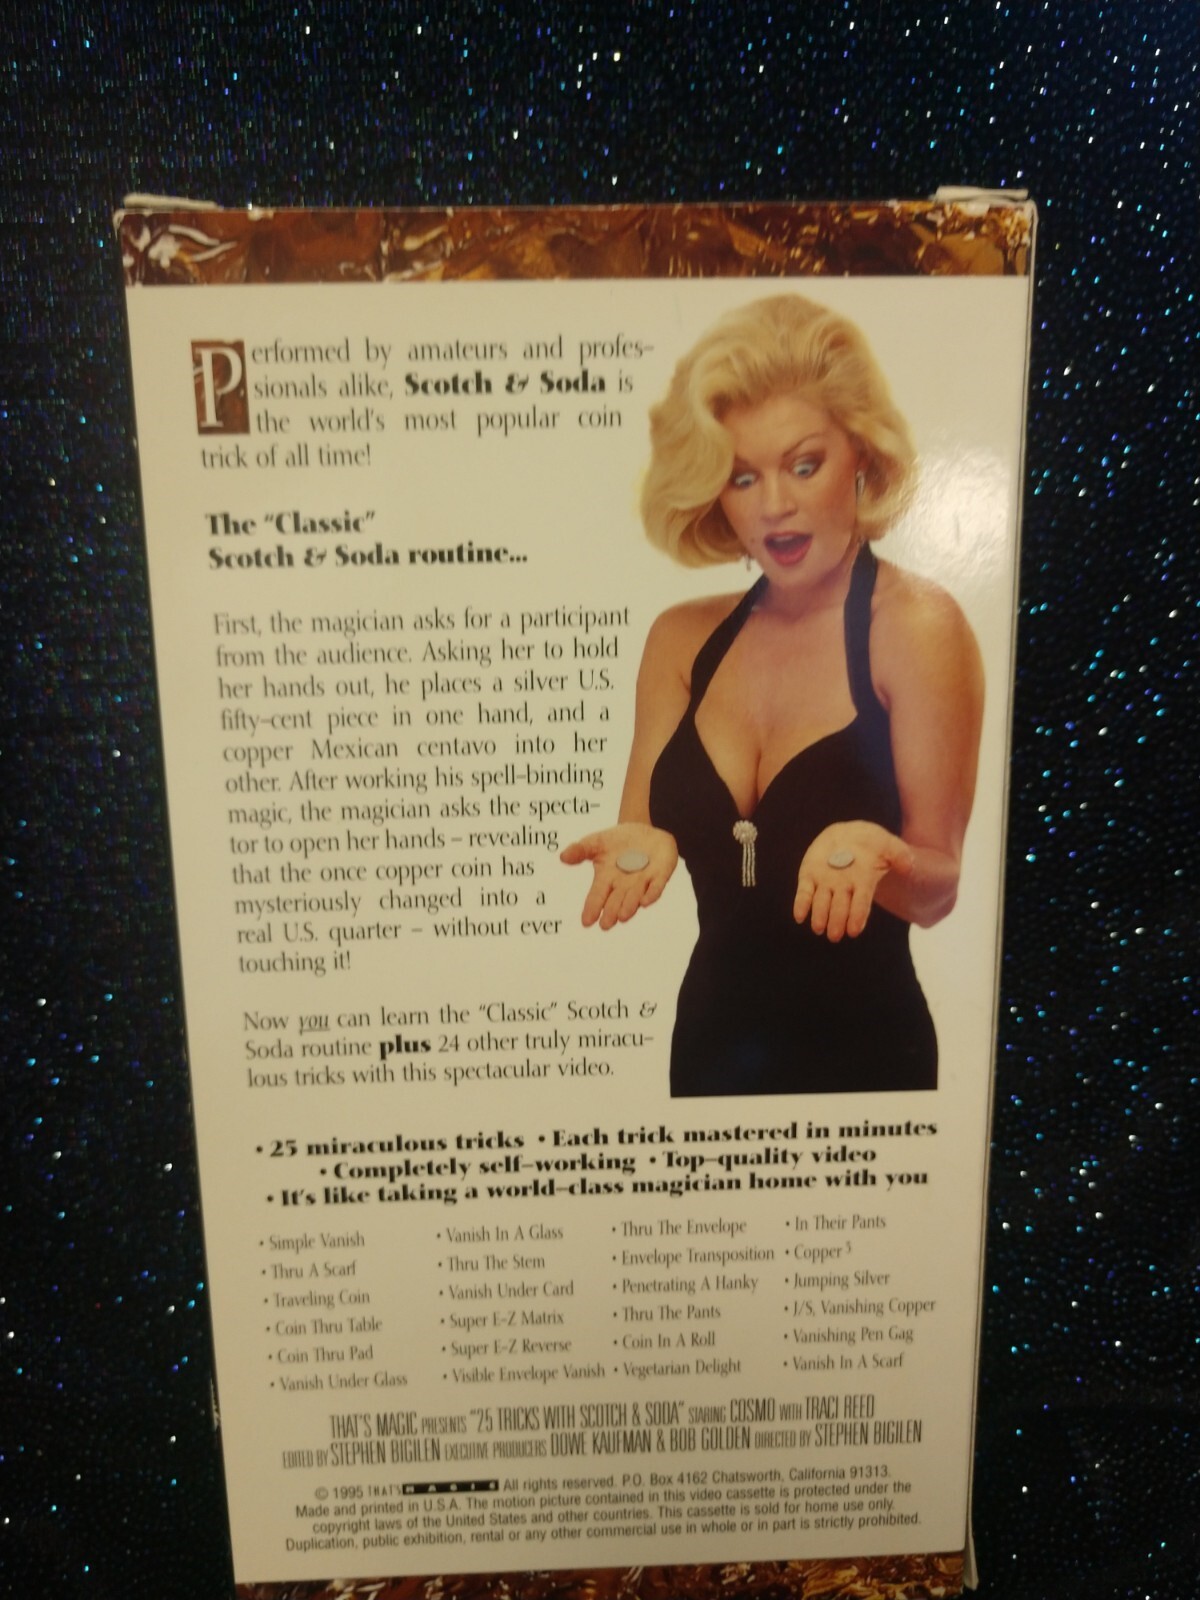 Performed by amateurs and profes-
sionals alike, Scotch & Soda is
the world's most popular coin
trick of all time!
The "Classic"
Scotch & Soda routine...
First, the magician asks for a participant
from the audience. Asking her to hold
her hands out, he places a silver U.S.
fifty-cent piece in one hand, and a
copper Mexican centavo into her
other. After working his spell-binding
magic, the magician asks the specta-
tor to open her hands – revealing
that the once copper coin has
mysteriously changed into a
real U.S. quarter – without ever
touching it!
Now you can learn the "Classic" Scotch &
Soda routine plus 24 other truly miracu-
lous tricks with this spectacular video.
• 25 miraculous tricks • Each trick mastered in minutes
• Completely self-working • Top-quality video
• It's like taking a world-class magician home with you
• Simple Vanish
• Thru A Scarf
• Traveling Coin
• Coin Thru Table
• Coin Thru Pad
• Vanish Under Glass
• Vanish In A Glass
• Thru The Stem
• Vanish Under Card
• Super E-Z Matrix
• Super E-Z Reverse
• Visible Envelope Vanish
• Thru The Envelope
• Envelope Transposition
• Penetrating A Hanky
• Thru The Pants
• Coin In A Roll
• Vegetarian Delight
• In Their Pants
• Copper
• Jumping Silver
• J/S, Vanishing Copper
• Vanishing Pen Gag
• Vanish In A Scarf
THAT'S MAGIC PRESENTS "25 TRICKS WITH SCOTCH & SODA" STARING COSMO WITH TRACI REED
EDITED BY STEPHEN BIGILEN EXECUTIVE PRODUCERS DOWE KAUFMAN & BOB GOLDEN DIRECTED BY STEPHEN BIGILEN
© 1995 THAT'S MAGIC All rights reserved. P.O. Box 4162 Chatsworth, California 91313.
Made and printed in U.S.A. The motion picture contained in this video cassette is protected under the
copyright laws of the United States and other countries. This cassette is sold for home use only.
Duplication, public exhibition, rental or any other commercial use in whole or in part is strictly prohibited.